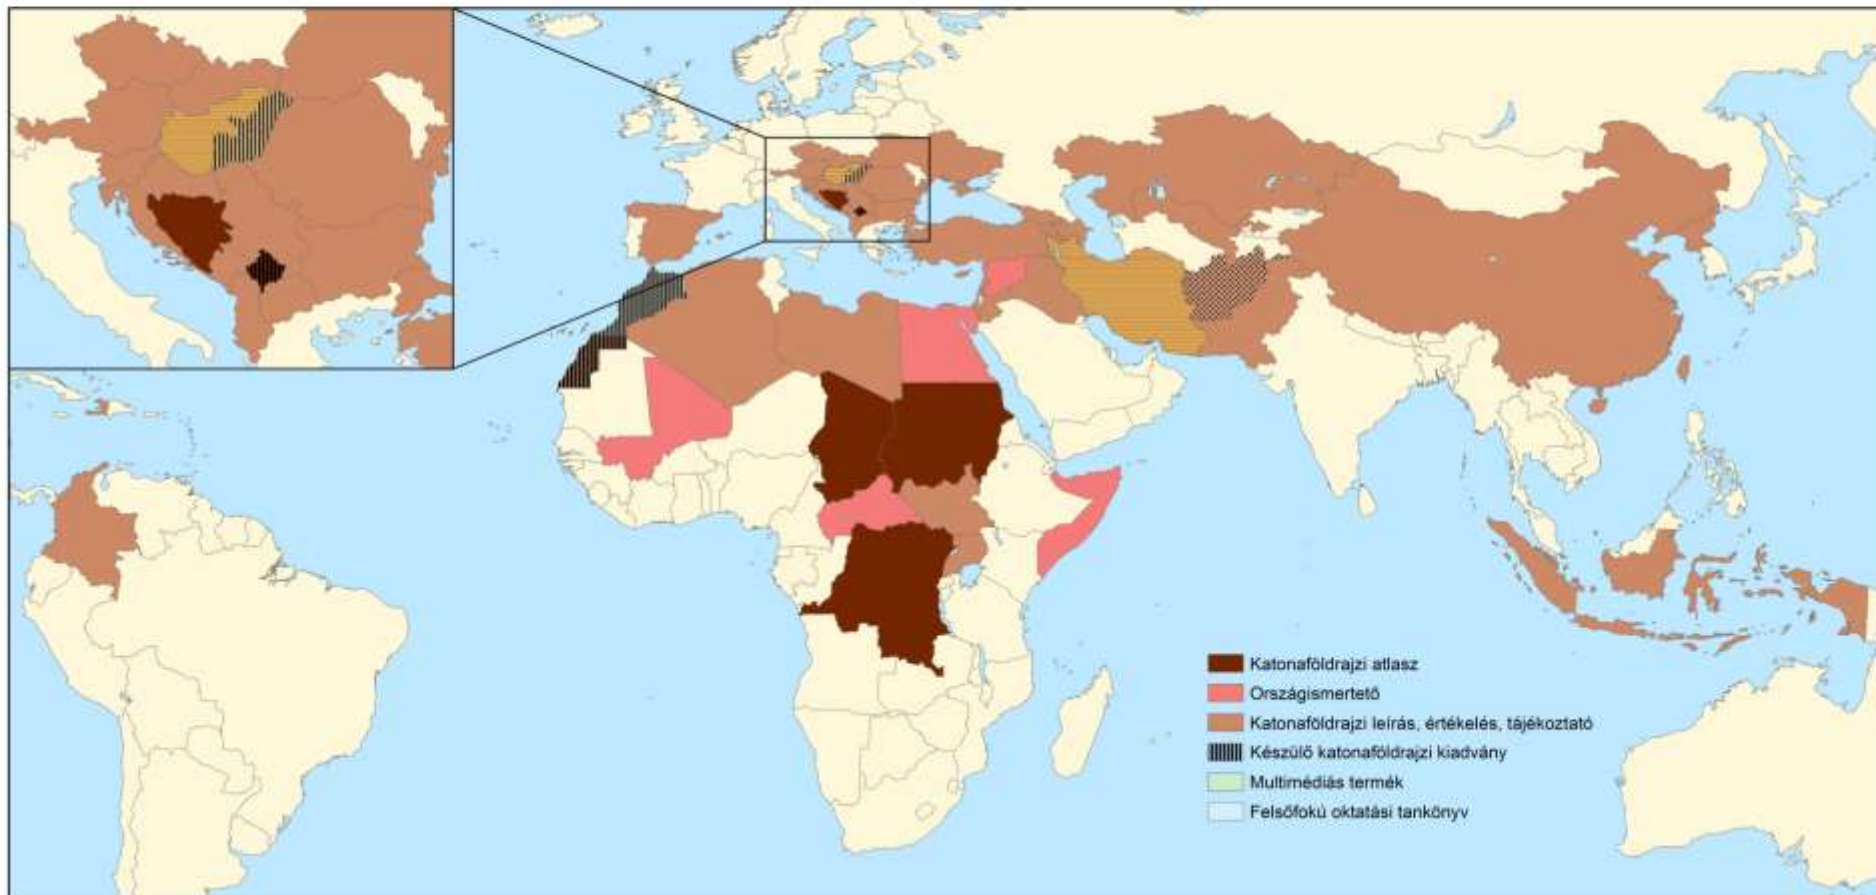 Katonaföldrajzi atlasz
Országismertető
Katonaföldrajzi leírás, értékelés, tájékoztató
Készülő katonaföldrajzi kiadvány
Multimédiás termék
Felsőfokú oktatási tankönyv